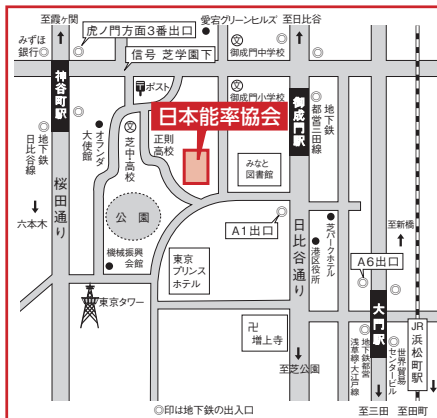 至霞ヶ関
虎ノ門方面3番出口
愛宕グリーンヒルズ
至日比谷
みずほ
銀行
信号 芝学園下
御成門中学校
神谷町駅
ポスト
御成門小学校
御成門駅
地下鉄
都営三田線
日本能率協会
地下鉄
日比谷線
オランダ
大使館
芝中・高校
正則
高校
みなと
図書館
桜田通り
六本木
公園
A1出口
日比谷通り
芝パークホテル
港区役所
至新橋
機械振興
会館
東京
プリンス
ホテル
A6出口
東京タワー
大門駅
卍
増上寺
JR
浜松町駅
至芝公園
地下鉄都営
浅草線・大江戸線
世界貿易
センタービル
至三田
至田町
◎印は地下鉄の出入口